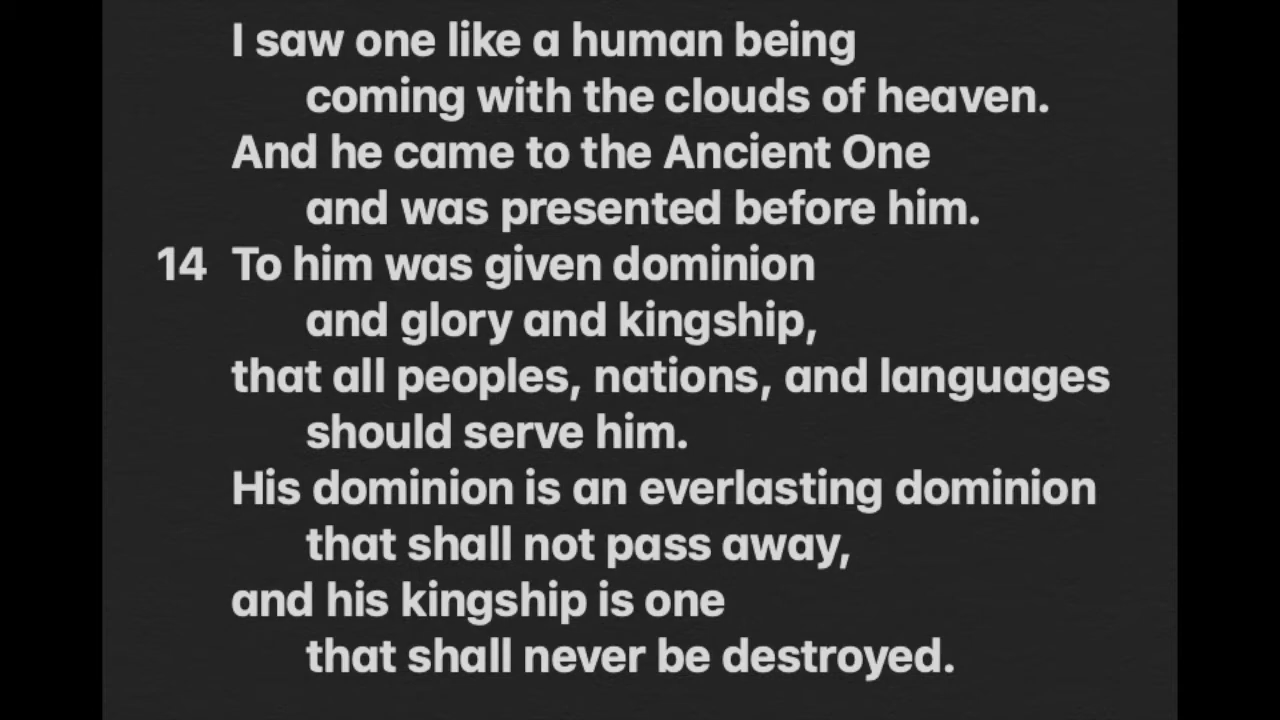 I saw one like a human being
coming with the clouds of heaven.
And he came to the Ancient One
and was presented before him.
14 To him was given dominion
and glory and kingship,
that all peoples, nations, and languages
should serve him.
His dominion is an everlasting dominion
that shall not pass away,
and his kingship is one
that shall never be destroyed.